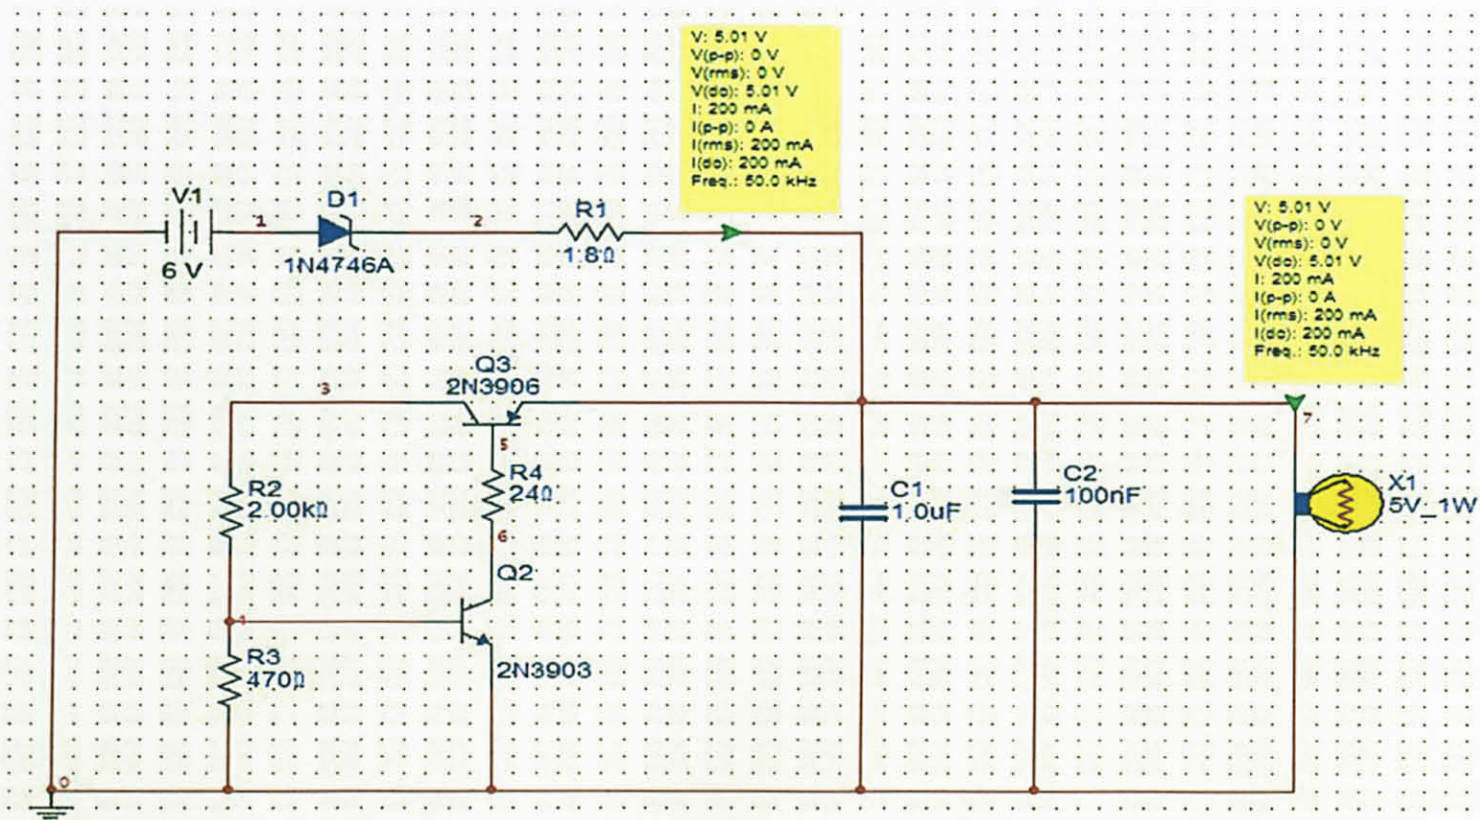 V: 5.01 V
V(p-p): 0 V
V(rms): 0 V
V(dc): 5.01 V
I: 200 mA
I(p-p): 0 A
I(rms): 200 mA
I(dc): 200 mA
Freq.: 50.0 kHz
V1
6 V
1
D1
1N4746A
2
R1
1.8Ω
V: 5.01 V
V(p-p): 0 V
V(rms): 0 V
V(dc): 5.01 V
I: 200 mA
I(p-p): 0 A
I(rms): 200 mA
I(dc): 200 mA
Freq.: 50.0 kHz
Q3
2N3906
3
5
7
R2
2.00kΩ
R4
24Ω
6
C1
1.0uF
C2
100nF
X1
5V_1W
Q2
2N3903
R3
470Ω
0